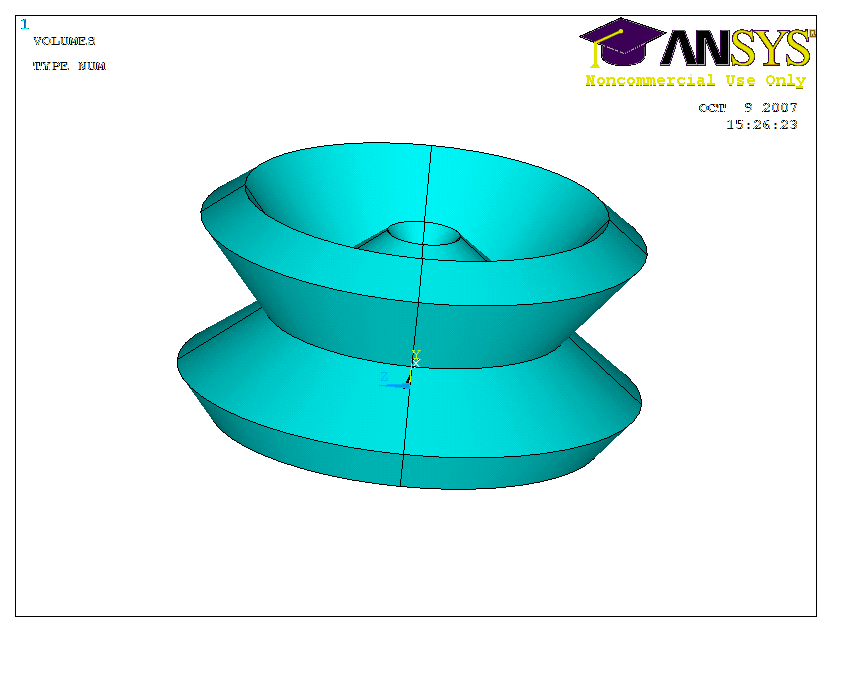 1
VOLUMES
TYPE NUM
ANSYS
Noncommercial Use Only
OCT 9 2007
15:26:23
Y
X
Z